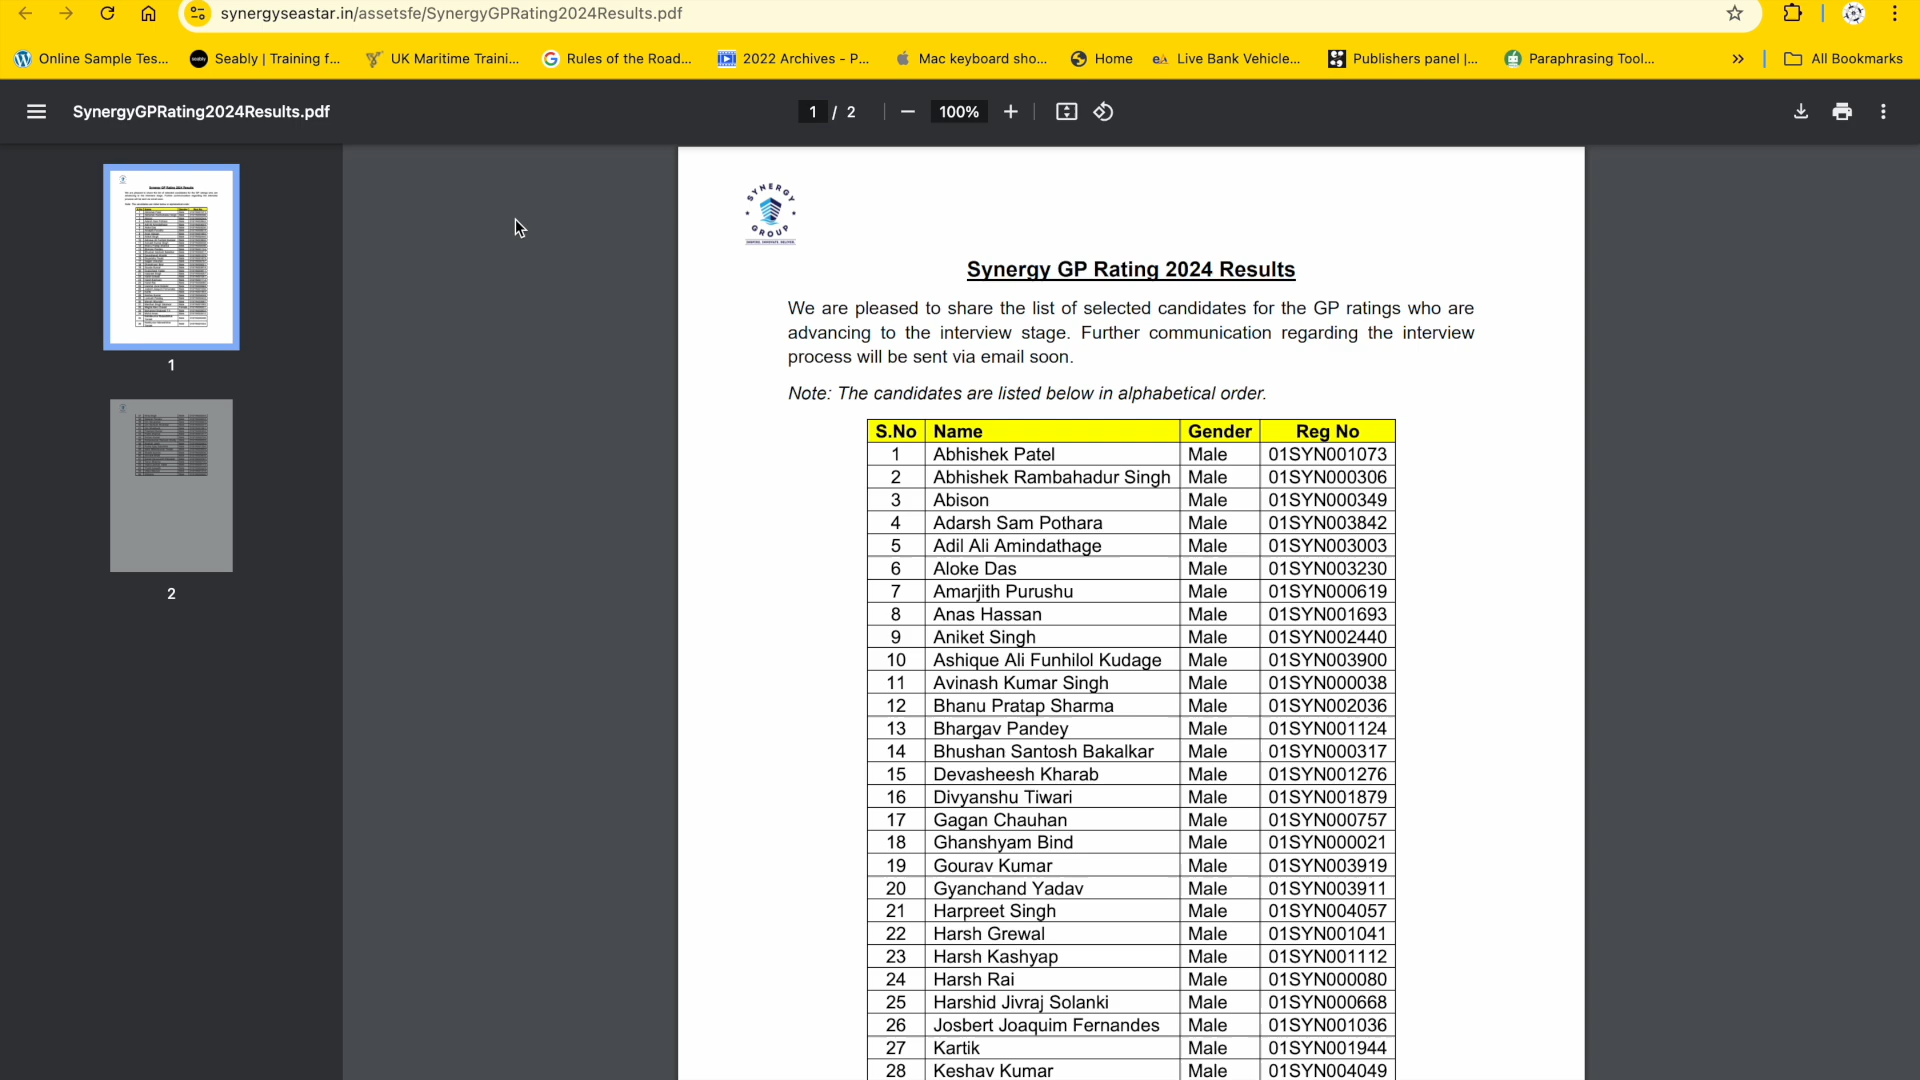 synergyseastar.in/assetsfe/SynergyGPRating2024Results.pdf
Online Sample Tes... Seably | Training f... UK Maritime Traini... Rules of the Road... 2022 Archives - P... Mac keyboard sho... Home Live Bank Vehicle... Publishers panel |... Paraphrasing Tool... » All Bookmarks
SynergyGPRating2024Results.pdf 1 / 2 100%
1
2
SYNERGY GROUP
Synergy GP Rating 2024 Results
We are pleased to share the list of selected candidates for the GP ratings who are
advancing to the interview stage. Further communication regarding the interview
process will be sent via email soon.
Note: The candidates are listed below in alphabetical order.
S.No Name Gender Reg No
1 Abhishek Patel Male 01SYN001073
2 Abhishek Rambahadur Singh Male 01SYN000306
3 Abison Male 01SYN000349
4 Adarsh Sam Pothara Male 01SYN003842
5 Adil Ali Amindathage Male 01SYN003003
6 Aloke Das Male 01SYN003230
7 Amarjith Purushu Male 01SYN000619
8 Anas Hassan Male 01SYN001693
9 Aniket Singh Male 01SYN002440
10 Ashique Ali Funhilol Kudage Male 01SYN003900
11 Avinash Kumar Singh Male 01SYN000038
12 Bhanu Pratap Sharma Male 01SYN002036
13 Bhargav Pandey Male 01SYN001124
14 Bhushan Santosh Bakalkar Male 01SYN000317
15 Devasheesh Kharab Male 01SYN001276
16 Divyanshu Tiwari Male 01SYN001879
17 Gagan Chauhan Male 01SYN000757
18 Ghanshyam Bind Male 01SYN000021
19 Gourav Kumar Male 01SYN003919
20 Gyanchand Yadav Male 01SYN003911
21 Harpreet Singh Male 01SYN004057
22 Harsh Grewal Male 01SYN001041
23 Harsh Kashyap Male 01SYN001112
24 Harsh Rai Male 01SYN000080
25 Harshid Jivraj Solanki Male 01SYN000668
26 Josbert Joaquim Fernandes Male 01SYN001036
27 Kartik Male 01SYN001944
28 Keshav Kumar Male 01SYN004049